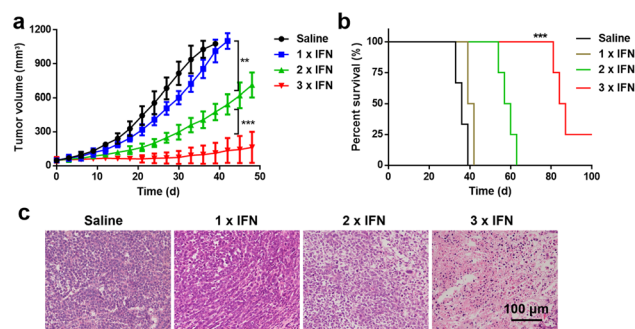 a
Tumor volume (mm³)
1200
900
600
300
0
0 10 20 30 40 50
Time (d)
Saline
1 x IFN
2 x IFN
3 x IFN
**
***
b
Percent survival (%)
125
100
75
50
25
0
0 20 40 60 80 100
Time (d)
***
Saline
1 x IFN
2 x IFN
3 x IFN
c
Saline 1 x IFN 2 x IFN 3 x IFN
100 μm